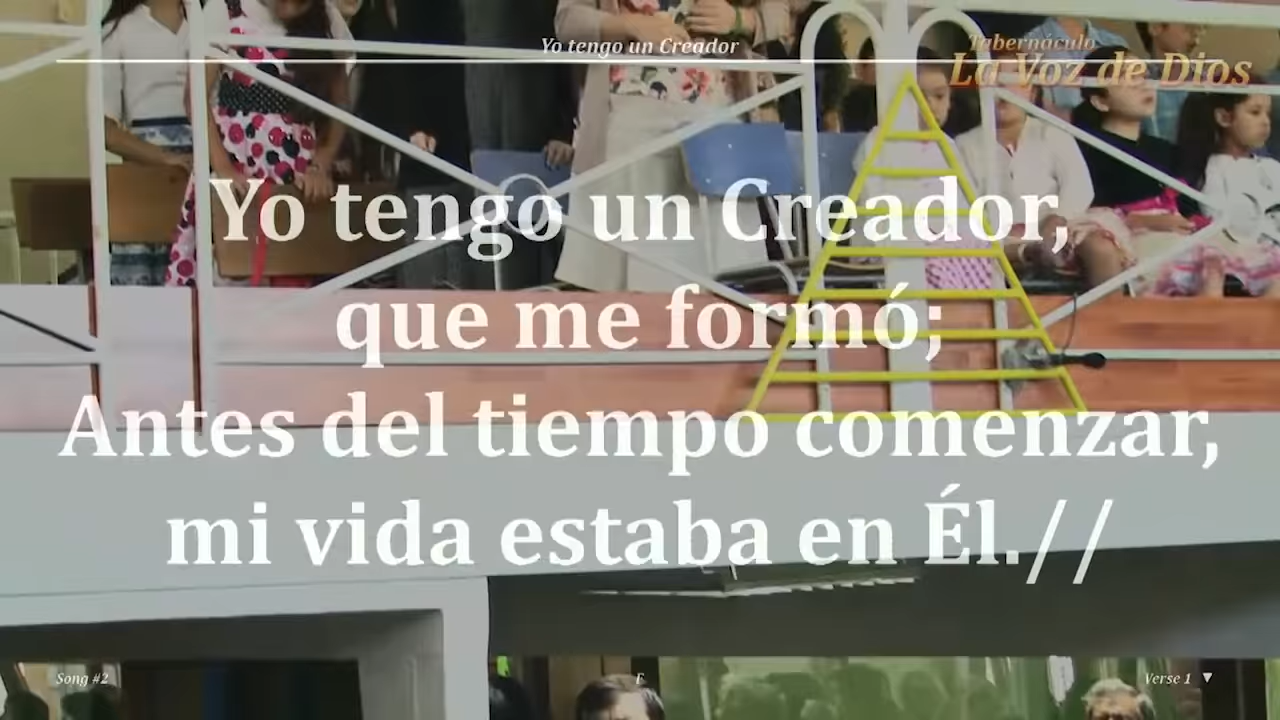 Yo tengo un Creador
Tabernáculo
La Voz de Dios
Yo tengo un Creador,
que me formó;
Antes del tiempo comenzar,
mi vida estaba en Él.//
Song #2
F
Verse 1 ▼